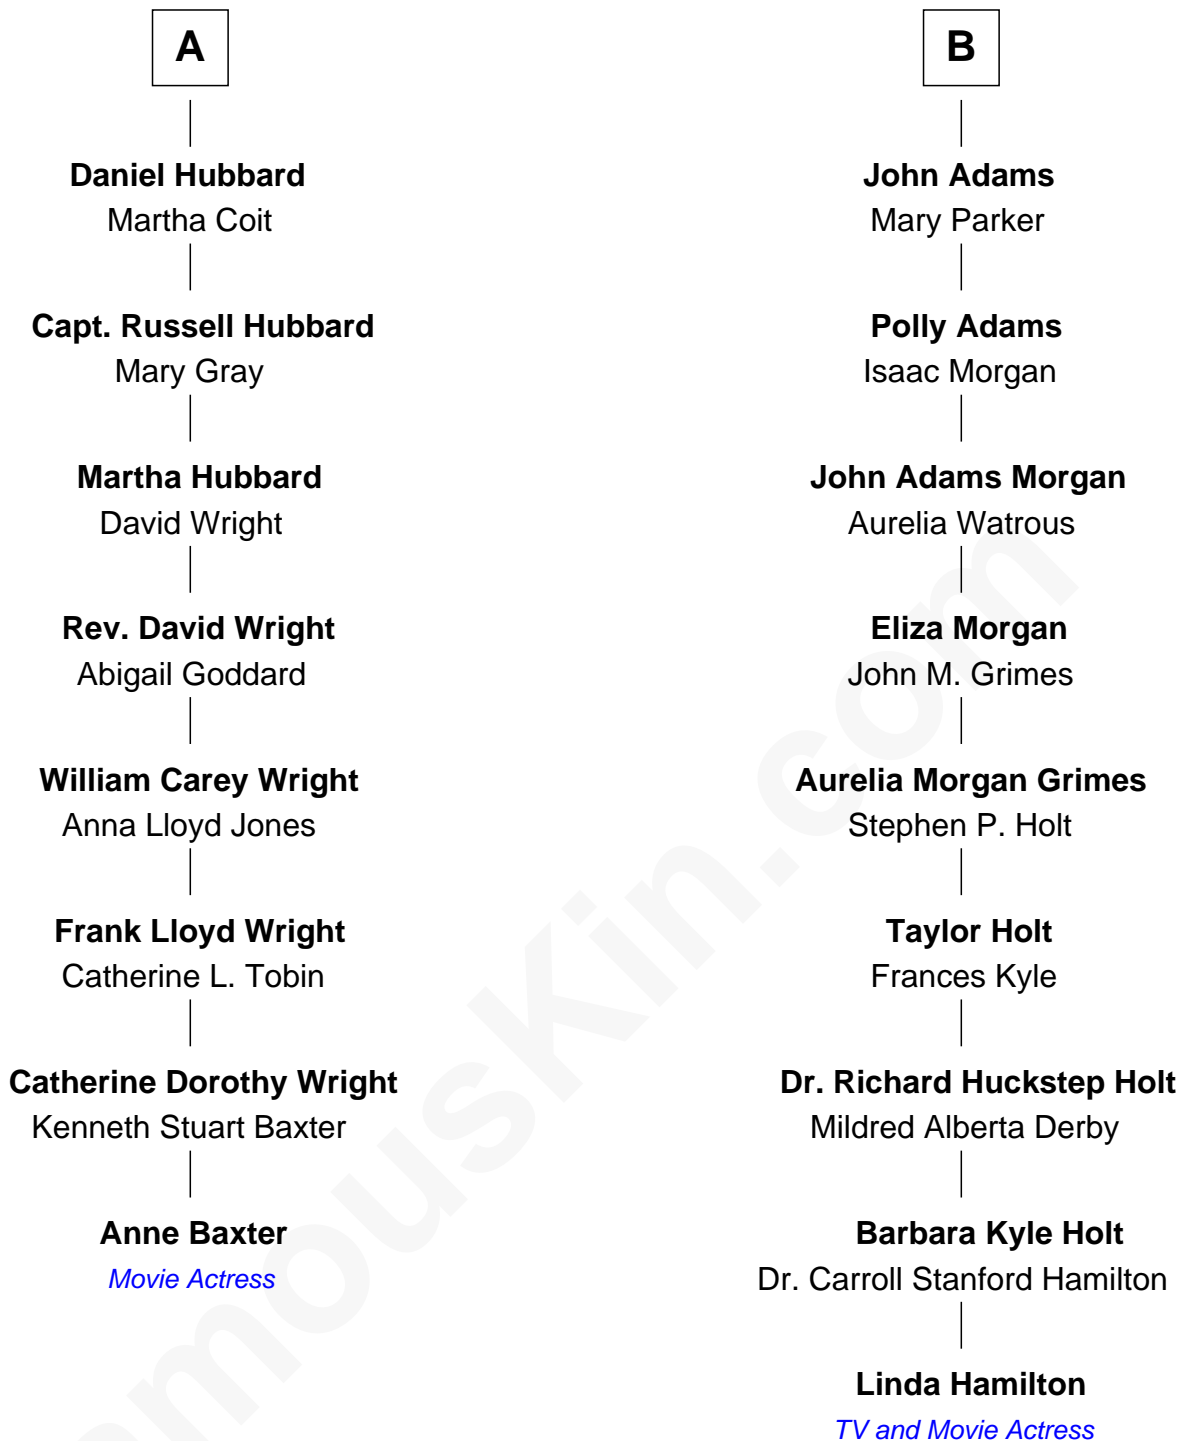 A
Daniel Hubbard
Martha Coit
Capt. Russell Hubbard
Mary Gray
Martha Hubbard
David Wright
Rev. David Wright
Abigail Goddard
William Carey Wright
Anna Lloyd Jones
Frank Lloyd Wright
Catherine L. Tobin
Catherine Dorothy Wright
Kenneth Stuart Baxter
Anne Baxter
Movie Actress
B
John Adams
Mary Parker
Polly Adams
Isaac Morgan
John Adams Morgan
Aurelia Watrous
Eliza Morgan
John M. Grimes
Aurelia Morgan Grimes
Stephen P. Holt
Taylor Holt
Frances Kyle
Dr. Richard Huckstep Holt
Mildred Alberta Derby
Barbara Kyle Holt
Dr. Carroll Stanford Hamilton
Linda Hamilton
TV and Movie Actress
mousKin.com